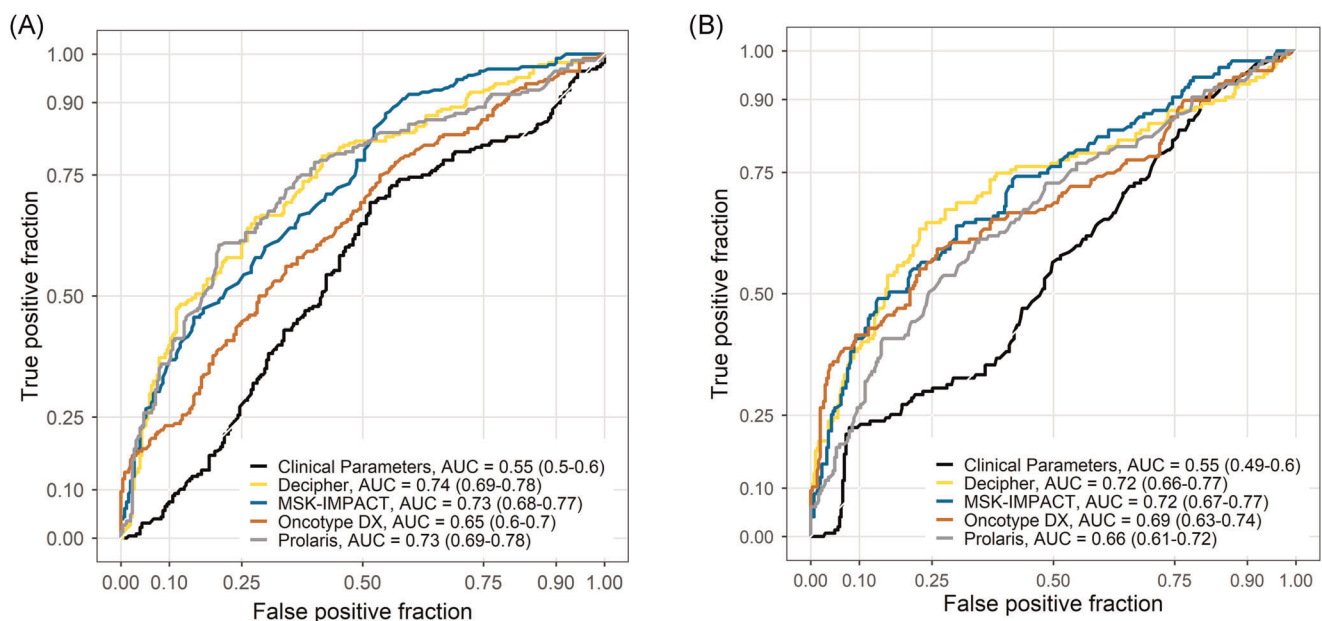 (A)
1.00
0.90
0.75
0.50
0.25
0.10
0.00
True positive fraction
Clinical Parameters, AUC = 0.55 (0.5-0.6)
Decipher, AUC = 0.74 (0.69-0.78)
MSK-IMPACT, AUC = 0.73 (0.68-0.77)
Oncotype DX, AUC = 0.65 (0.6-0.7)
Prolaris, AUC = 0.73 (0.69-0.78)
0.00 0.10 0.25 0.50 0.75 0.90 1.00
False positive fraction
(B)
1.00
0.90
0.75
0.50
0.25
0.10
0.00
True positive fraction
Clinical Parameters, AUC = 0.55 (0.49-0.6)
Decipher, AUC = 0.72 (0.66-0.77)
MSK-IMPACT, AUC = 0.72 (0.67-0.77)
Oncotype DX, AUC = 0.69 (0.63-0.74)
Prolaris, AUC = 0.66 (0.61-0.72)
0.00 0.10 0.25 0.50 0.75 0.90 1.00
False positive fraction